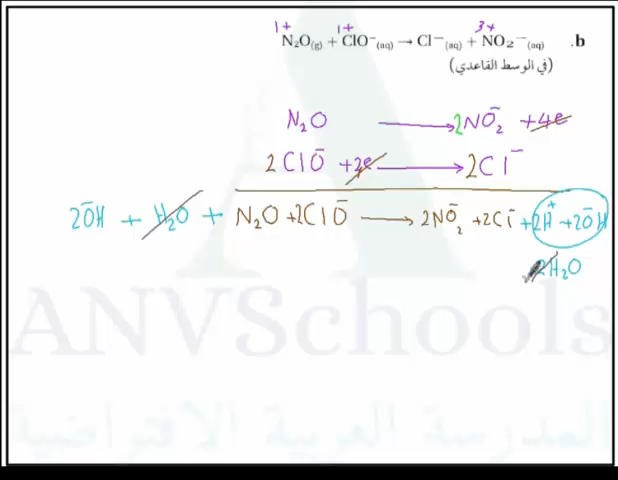 1+ 1+ 3+
N₂O(g) + ClO⁻(aq) → Cl⁻(aq) + NO₂⁻(aq) .b
(في الوسط القاعدي)
N₂O → 2NO₂⁻ + 4e
2ClO⁻ + 2e → 2Cl⁻
2OH⁻ + H₂O + N₂O + 2ClO⁻ → 2NO₂⁻ + 2Cl⁻ + 2H⁺ + 2OH⁻
2H₂O
ANVSchools
المدرسة العربية الافتراضية